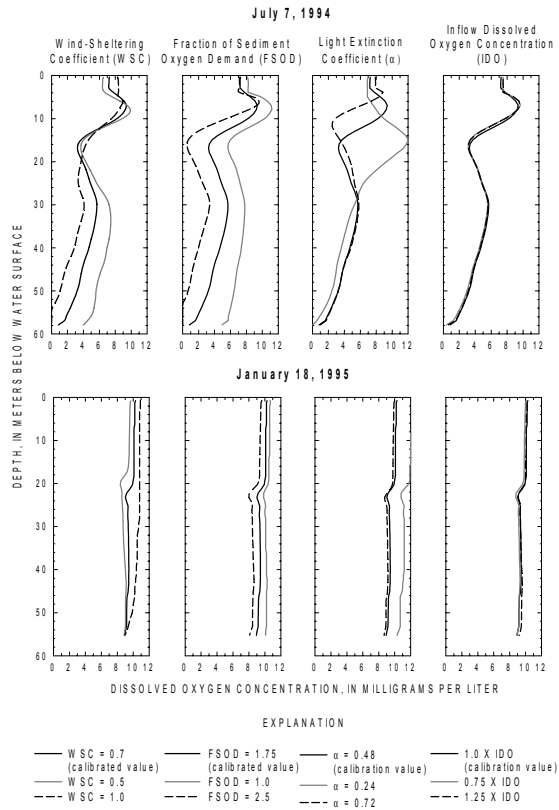 July 7, 1994
Wind-Sheltering Coefficient (WSC)
Fraction of Sediment Oxygen Demand (FSOD)
Light Extinction Coefficient (α)
Inflow Dissolved Oxygen Concentration (IDO)
0
10
20
30
40
50
60
0 2 4 6 8 10 12
0 2 4 6 8 10 12
0 2 4 6 8 10 12
0 2 4 6 8 10 12
DEPTH, IN METERS BELOW WATER SURFACE
January 18, 1995
0
10
20
30
40
50
60
0 2 4 6 8 10 12
0 2 4 6 8 10 12
0 2 4 6 8 10 12
0 2 4 6 8 10 12
DISSOLVED OXYGEN CONCENTRATION, IN MILLIGRAMS PER LITER
EXPLANATION
WSC = 0.7
(calibrated value)
WSC = 0.5
WSC = 1.0
FSOD = 1.75
(calibrated value)
FSOD = 1.0
FSOD = 2.5
α = 0.48
(calibration value)
α = 0.24
α = 0.72
1.0 X IDO
(calibration value)
0.75 X IDO
1.25 X IDO